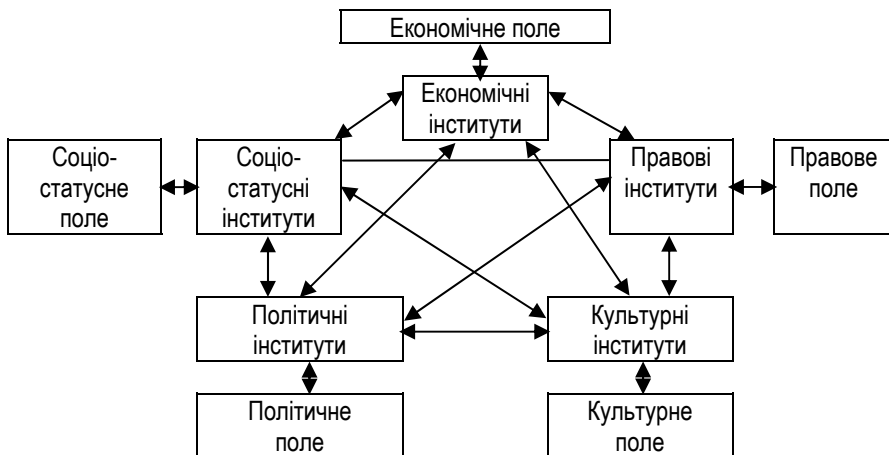 Економічне поле
Економічні
інститути
Соціо-
статусне
поле
Соціо-
статусні
інститути
Правові
інститути
Правове
поле
Політичні
інститути
Культурні
інститути
Політичне
поле
Культурне
поле